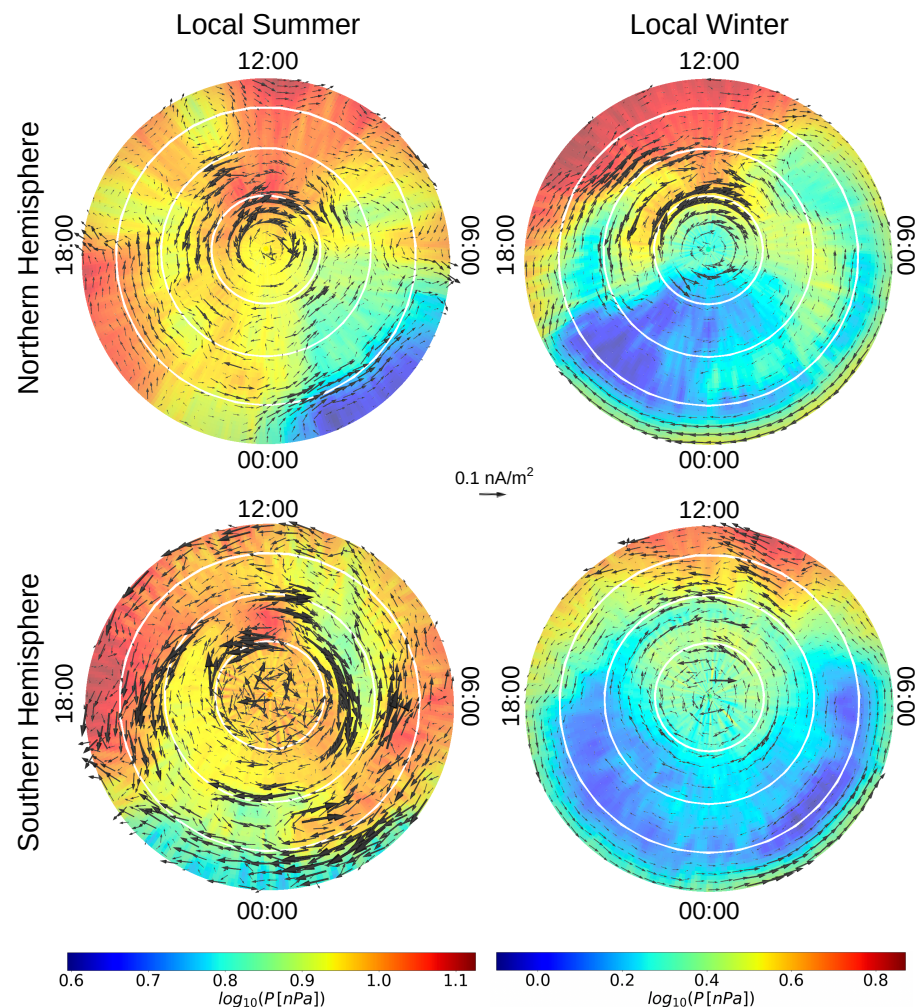 Local Summer
Local Winter
12:00
12:00
Northern Hemisphere
18:00
06:00
18:00
06:00
00:00
00:00
0.1 nA/m²
12:00
12:00
Southern Hemisphere
18:00
06:00
18:00
06:00
00:00
00:00
0.6 0.7 0.8 0.9 1.0 1.1
0.0 0.2 0.4 0.6 0.8
log₁₀(P[nPa])
log₁₀(P[nPa])